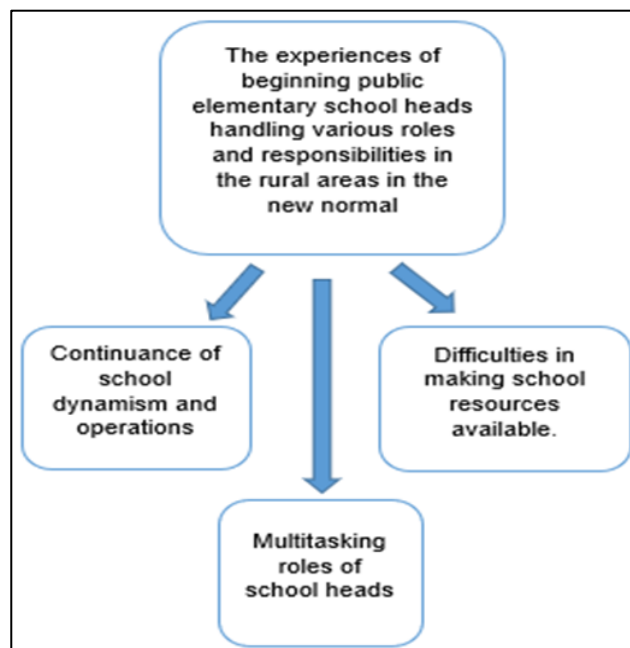 The experiences of
beginning public
elementary school heads
handling various roles
and responsibilities in
the rural areas in the
new normal
Continuance of
school
dynamism and
operations
Difficulties in
making school
resources
available.
Multitasking
roles of
school heads